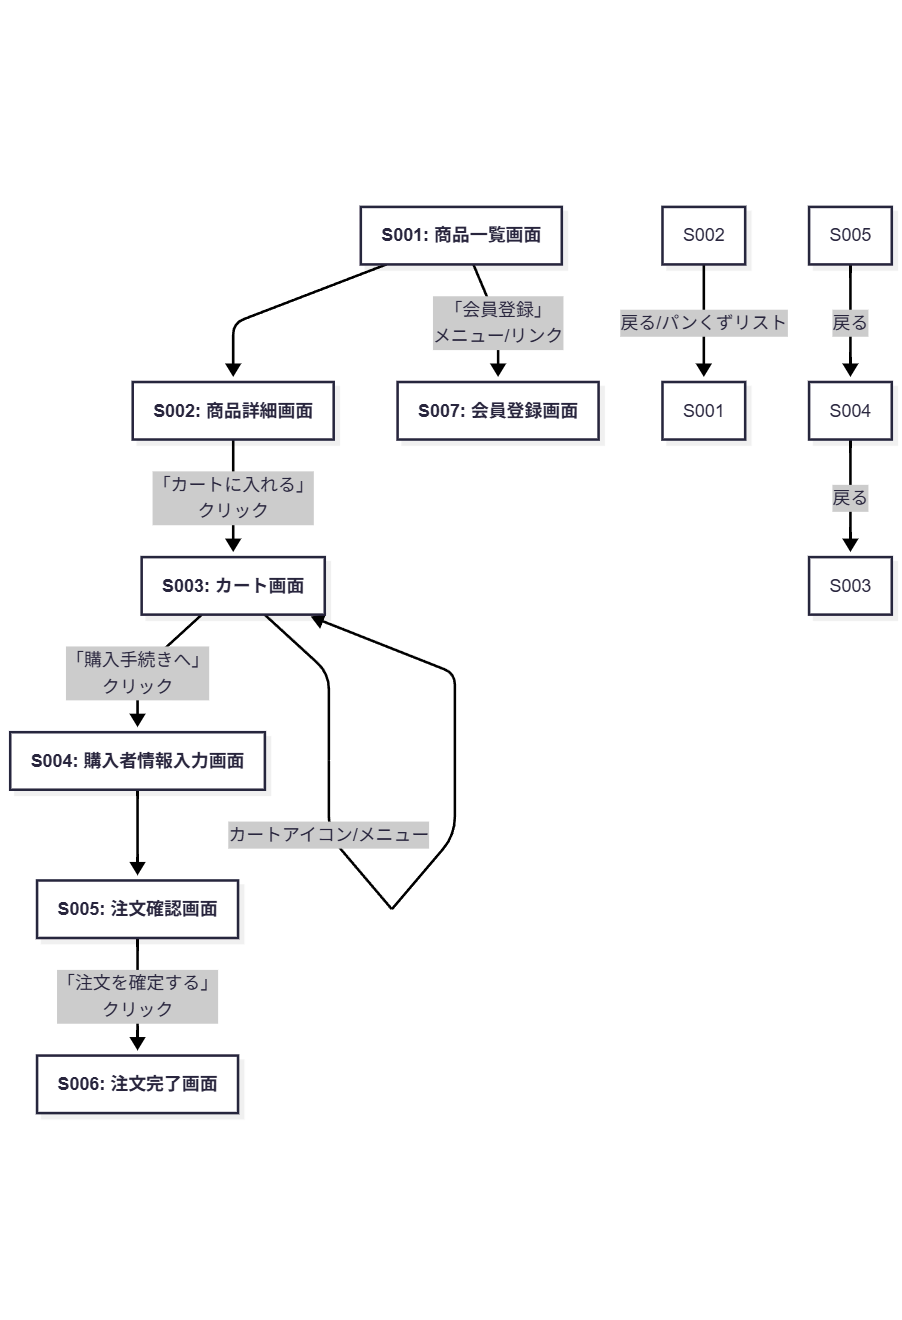 S001: 商品一覧画面
S002
S005
「会員登録」
メニュー/リンク
戻る/パンくずリスト
戻る
S002: 商品詳細画面
S007: 会員登録画面
S001
S004
「カートに入れる」
クリック
戻る
S003: カート画面
S003
「購入手続きへ」
クリック
S004: 購入者情報入力画面
カートアイコン/メニュー
S005: 注文確認画面
「注文を確定する」
クリック
S006: 注文完了画面